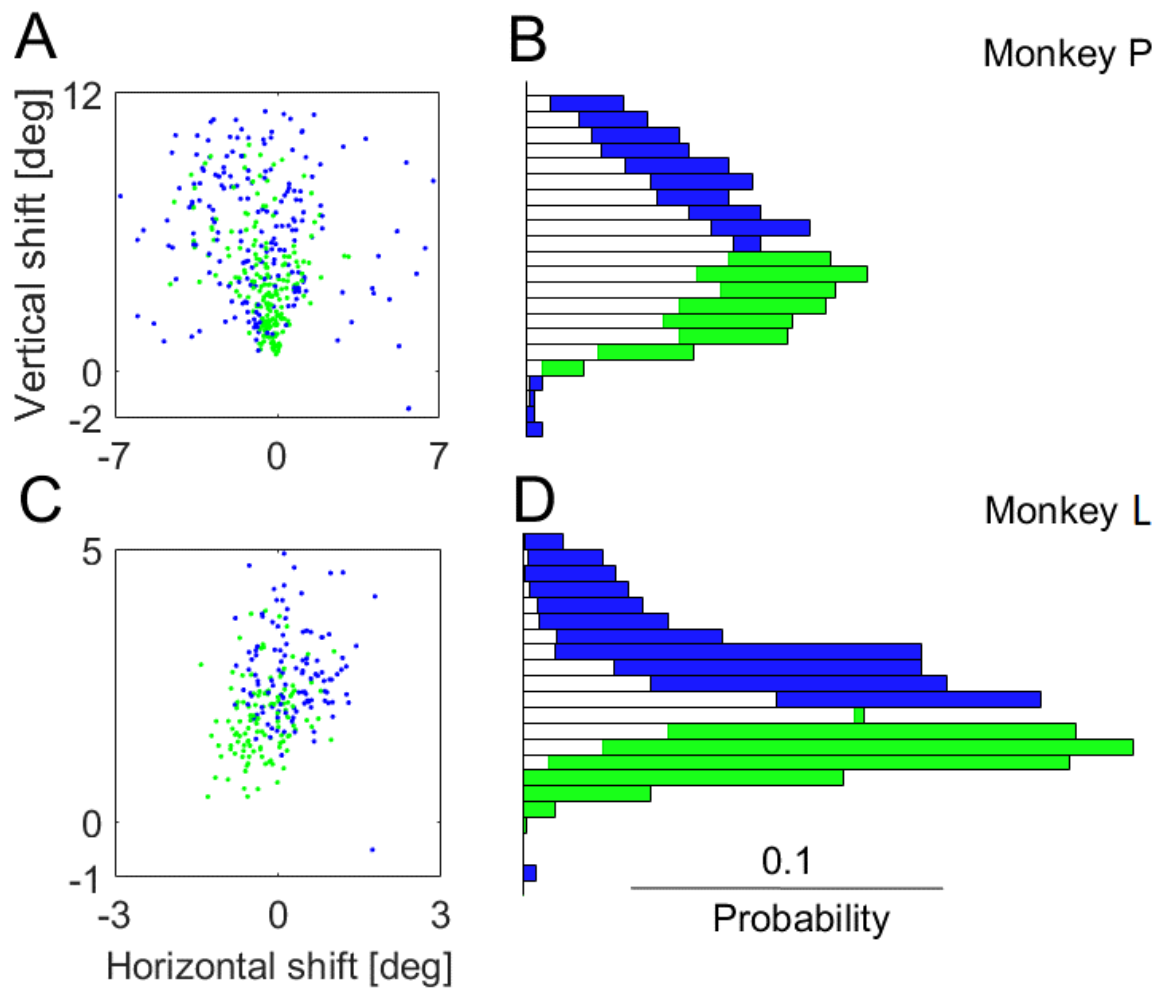 A
B
Monkey P
Vertical shift [deg]
12
0
-2
-7
0
7
C
D
Monkey L
5
0
-1
-3
0
3
0.1
Probability
Horizontal shift [deg]